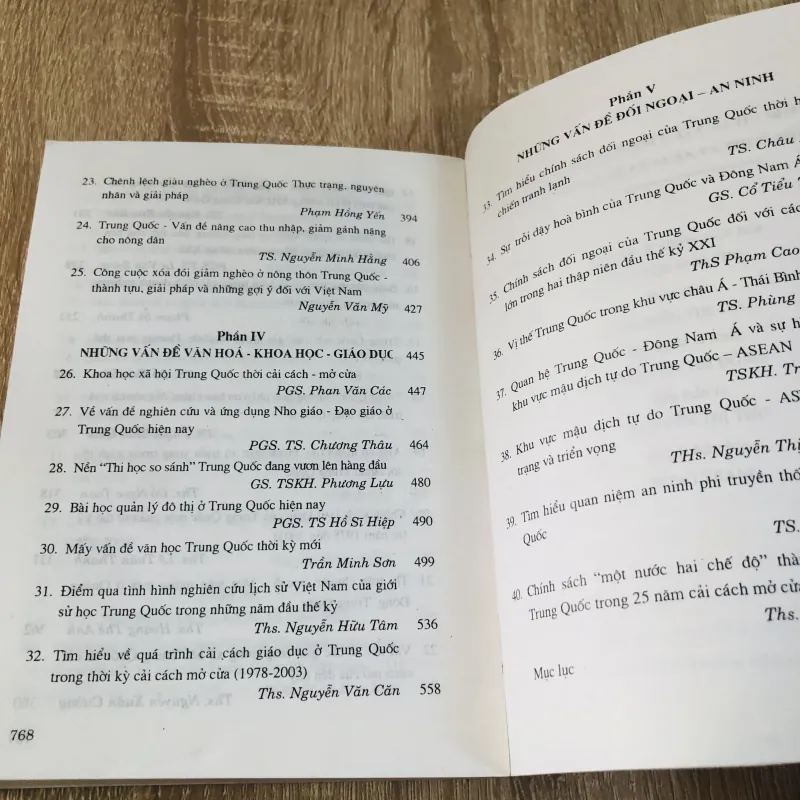 23. Chênh lệch giàu nghèo ở Trung Quốc Thực trạng, nguyên
nhân và giải pháp
Phạm Hồng Yến 394
24. Trung Quốc - Vấn đề nâng cao thu nhập, giảm gánh nặng
cho nông dân
TS. Nguyễn Minh Hằng 406
25. Công cuộc xóa đói giảm nghèo ở nông thôn Trung Quốc -
thành tựu, giải pháp và những gợi ý đối với Việt Nam
Nguyễn Văn Mỹ 427
Phần IV
NHỮNG VẤN ĐỀ VĂN HOÁ - KHOA HỌC - GIÁO DỤC 445
26. Khoa học xã hội Trung Quốc thời cải cách - mở cửa
PGS. Phan Văn Các 447
27. Về vấn đề nghiên cứu và ứng dụng Nho giáo - Đạo giáo ở
Trung Quốc hiện nay
PGS. TS. Chương Thâu 464
28. Nền "Thi học so sánh" Trung Quốc đang vươn lên hàng đầu
GS. TSKH. Phương Lựu 480
29. Bài học quản lý đô thị ở Trung Quốc hiện nay
PGS. TS Hồ Sĩ Hiệp 490
30. Mấy vấn đề văn học Trung Quốc thời kỳ mới
Trần Minh Sơn 499
31. Điểm qua tình hình nghiên cứu lịch sử Việt Nam của giới
sử học Trung Quốc trong những năm đầu thế kỷ
Ths. Nguyễn Hữu Tâm 536
32. Tìm hiểu về quá trình cải cách giáo dục ở Trung Quốc
trong thời kỳ cải cách mở cửa (1978-2003)
Ths. Nguyễn Văn Căn 558
768
Phần V
NHỮNG VẤN ĐỀ ĐỐI NGOẠI – AN NINH
33. Tìm hiểu chính sách đối ngoại của Trung Quốc thời
chiến tranh lạnh
TS. Châu
34. Sự trỗi dậy hoà bình của Trung Quốc và Đông Nam Á
GS. Cổ Tiểu
35. Chính sách đối ngoại của Trung Quốc đối với các
lớn trong hai thập niên đầu thế kỷ XXI
ThS Phạm Cao
36. Vị thế Trung Quốc trong khu vực châu Á - Thái Bình
TS. Phùng
37. Quan hệ Trung Quốc - Đông Nam Á và sự
khu vực mậu dịch tự do Trung Quốc – ASEAN
TSKH.
38. Khu vực mậu dịch tự do Trung Quốc -
trạng và triển vọng
THs. Nguyễn
39. Tìm hiểu quan niệm an ninh phi truyền
Quốc
TS.
40. Chính sách "một nước hai chế độ"
Trung Quốc trong 25 năm cải cách mở cửa
Ths.
Mục lục